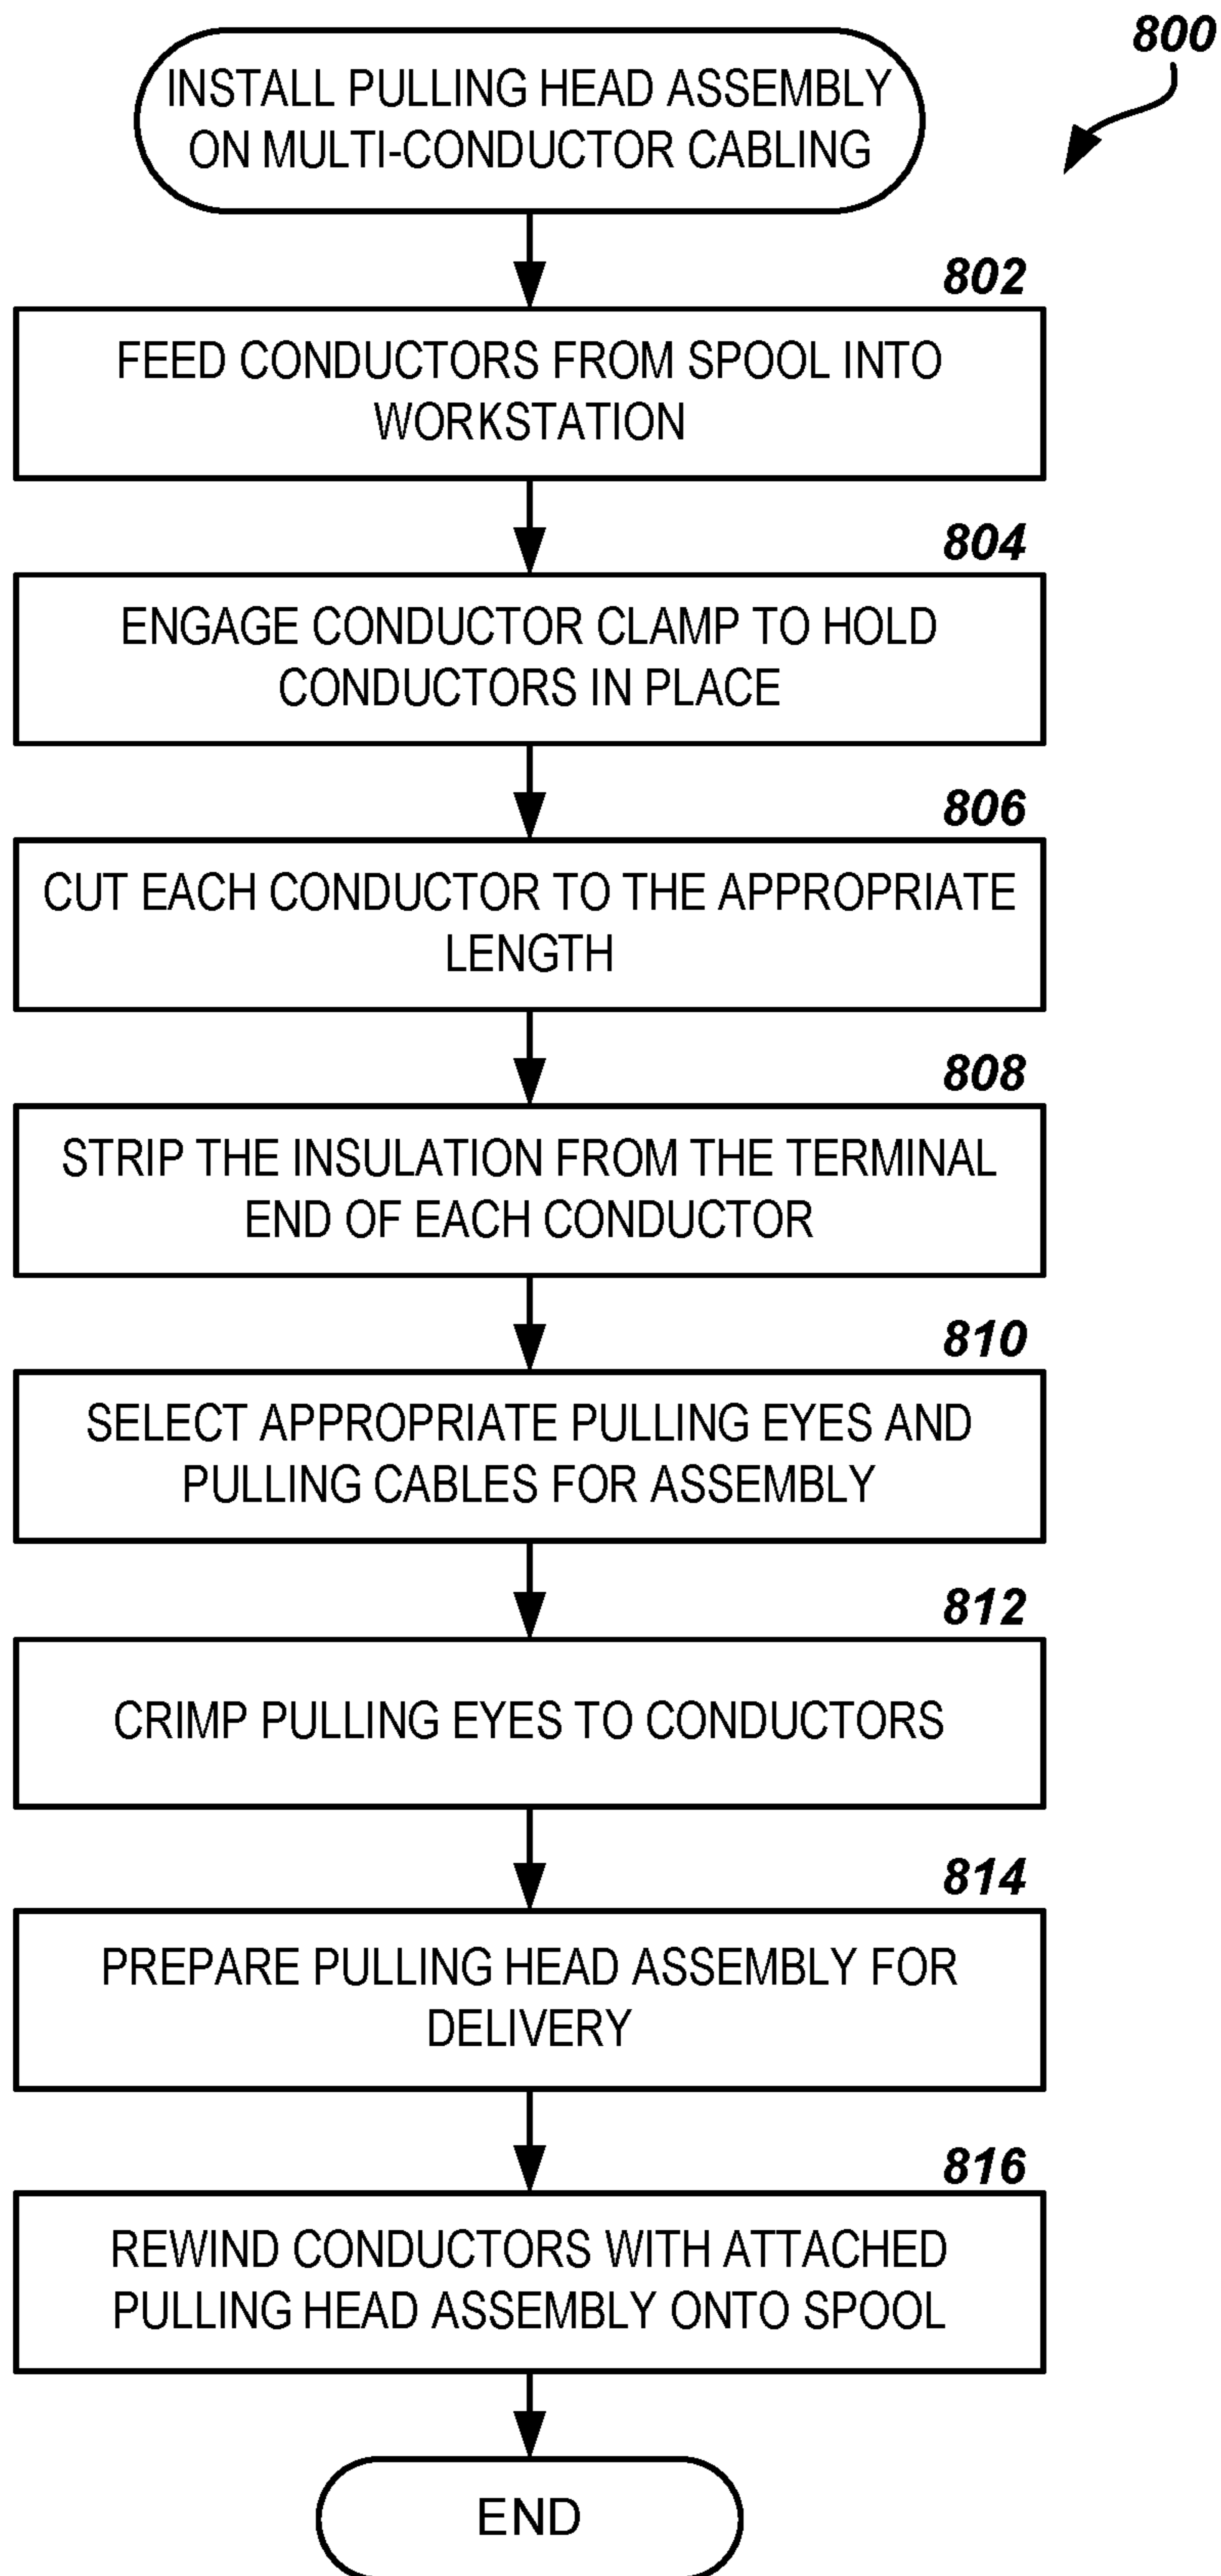 800
INSTALL PULLING HEAD ASSEMBLY
ON MULTI-CONDUCTOR CABLING
802
FEED CONDUCTORS FROM SPOOL INTO
WORKSTATION
804
ENGAGE CONDUCTOR CLAMP TO HOLD
CONDUCTORS IN PLACE
806
CUT EACH CONDUCTOR TO THE APPROPRIATE
LENGTH
808
STRIP THE INSULATION FROM THE TERMINAL
END OF EACH CONDUCTOR
810
SELECT APPROPRIATE PULLING EYES AND
PULLING CABLES FOR ASSEMBLY
812
CRIMP PULLING EYES TO CONDUCTORS
814
PREPARE PULLING HEAD ASSEMBLY FOR
DELIVERY
816
REWIND CONDUCTORS WITH ATTACHED
PULLING HEAD ASSEMBLY ONTO SPOOL
END